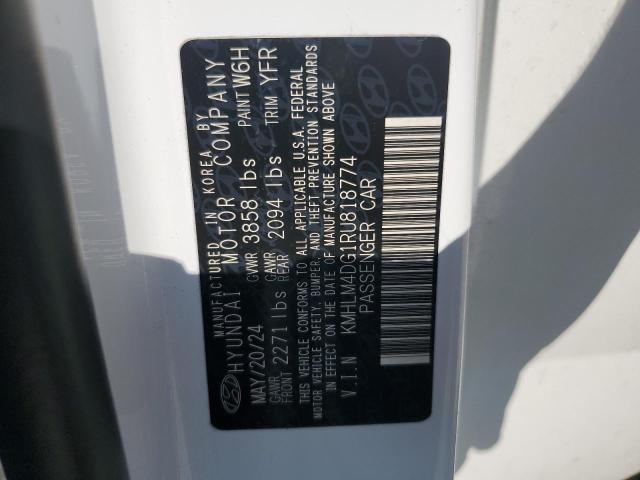 MANUFACTURED IN KOREA BY
HYUNDAI MOTOR COMPANY
MAY/20/24 GVWR 3858 lbs PAINT W6H
GAWR FRONT 2271 lbs GAWR REAR 2094 lbs TRIM YFR
THIS VEHICLE CONFORMS TO ALL APPLICABLE U.S.A. FEDERAL
MOTOR VEHICLE SAFETY, BUMPER, AND THEFT PREVENTION STANDARDS
IN EFFECT ON THE DATE OF MANUFACTURE SHOWN ABOVE
V.I.N KMHLM4DG1RU818774
PASSENGER CAR